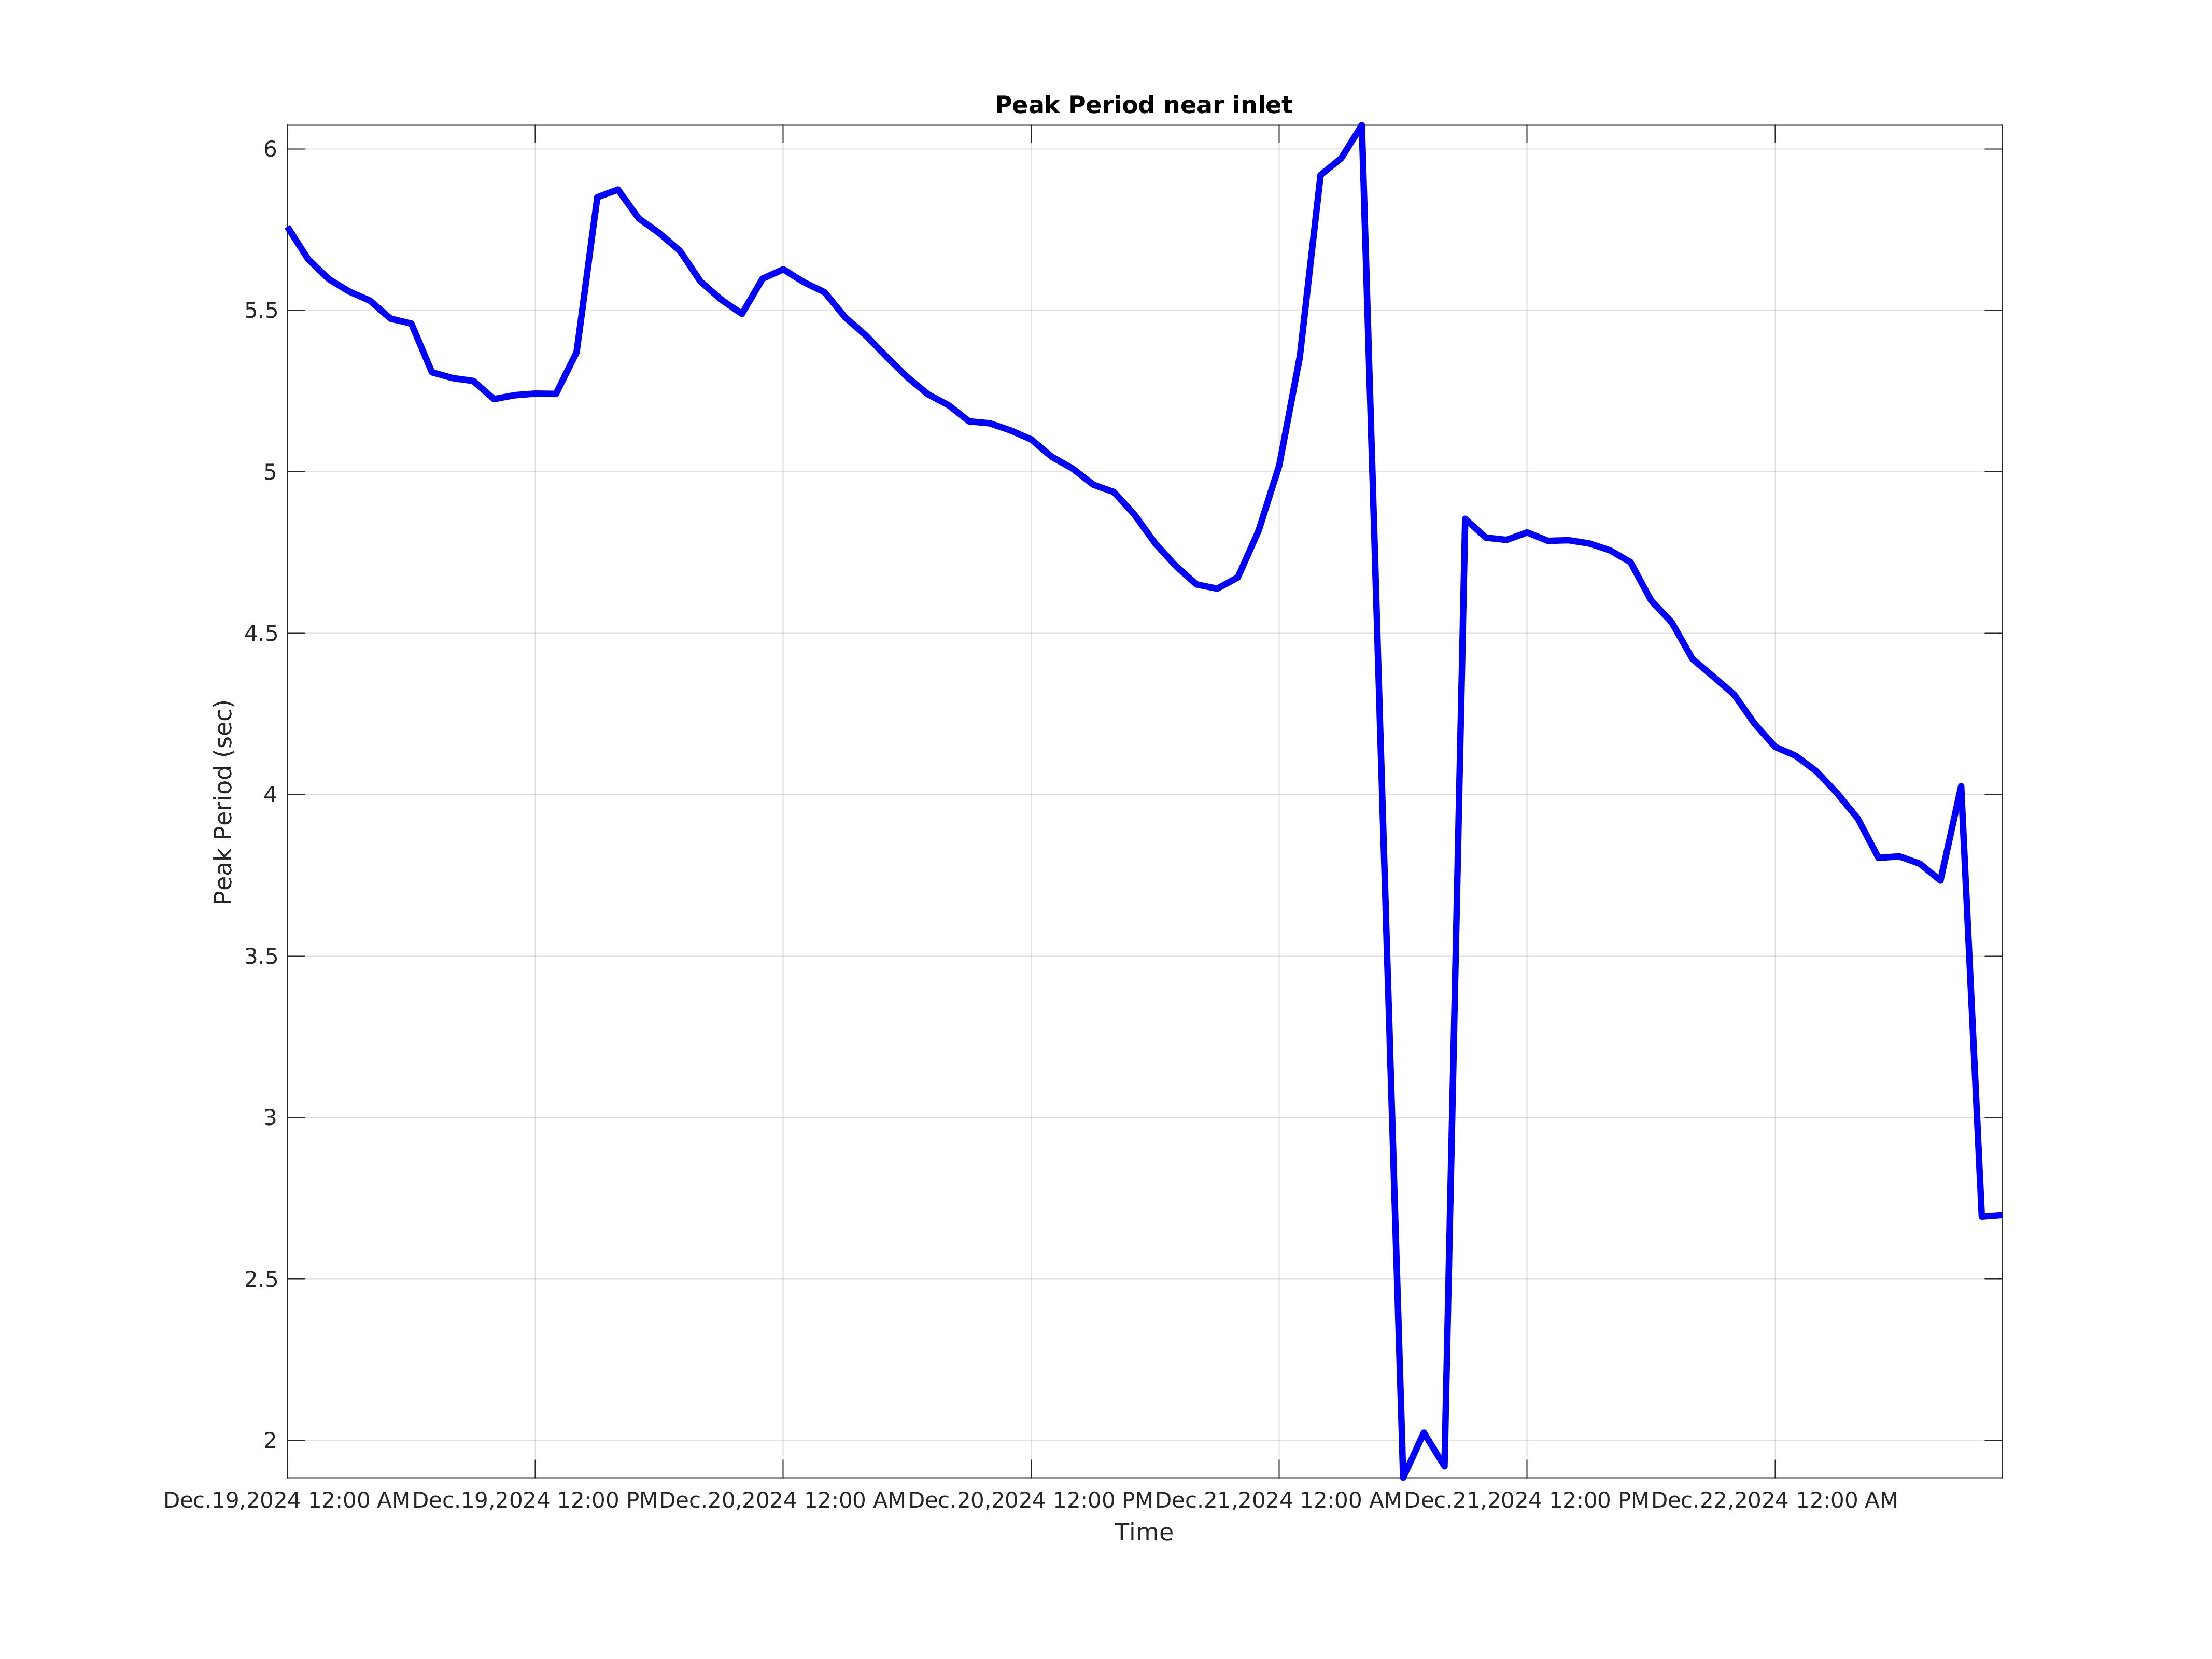 Peak Period near inlet
6
5.5
5
4.5
4
3.5
3
2.5
2
Peak Period (sec)
Dec.19,2024 12:00 AM
Dec.19,2024 12:00 PM
Dec.20,2024 12:00 AM
Dec.20,2024 12:00 PM
Dec.21,2024 12:00 AM
Dec.21,2024 12:00 PM
Dec.22,2024 12:00 AM
Time